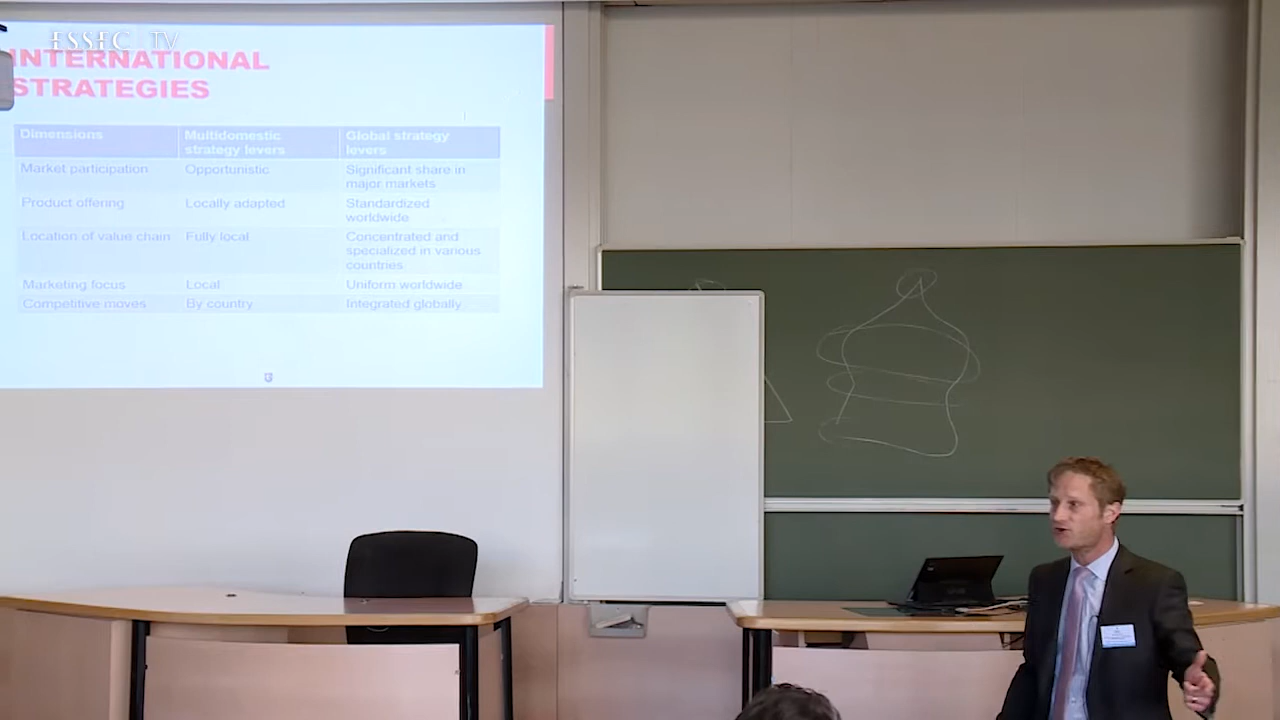 ESSEC TV
INTERNATIONAL
STRATEGIES
Dimensions
Multidomestic
strategy levers
Global strategy
levers
Market participation
Opportunistic
Significant share in
major markets
Product offering
Locally adapted
Standardized
worldwide
Location of value chain
Fully local
Concentrated and
specialized in various
countries
Marketing focus
Local
Uniform worldwide
Competitive moves
By country
Integrated globally